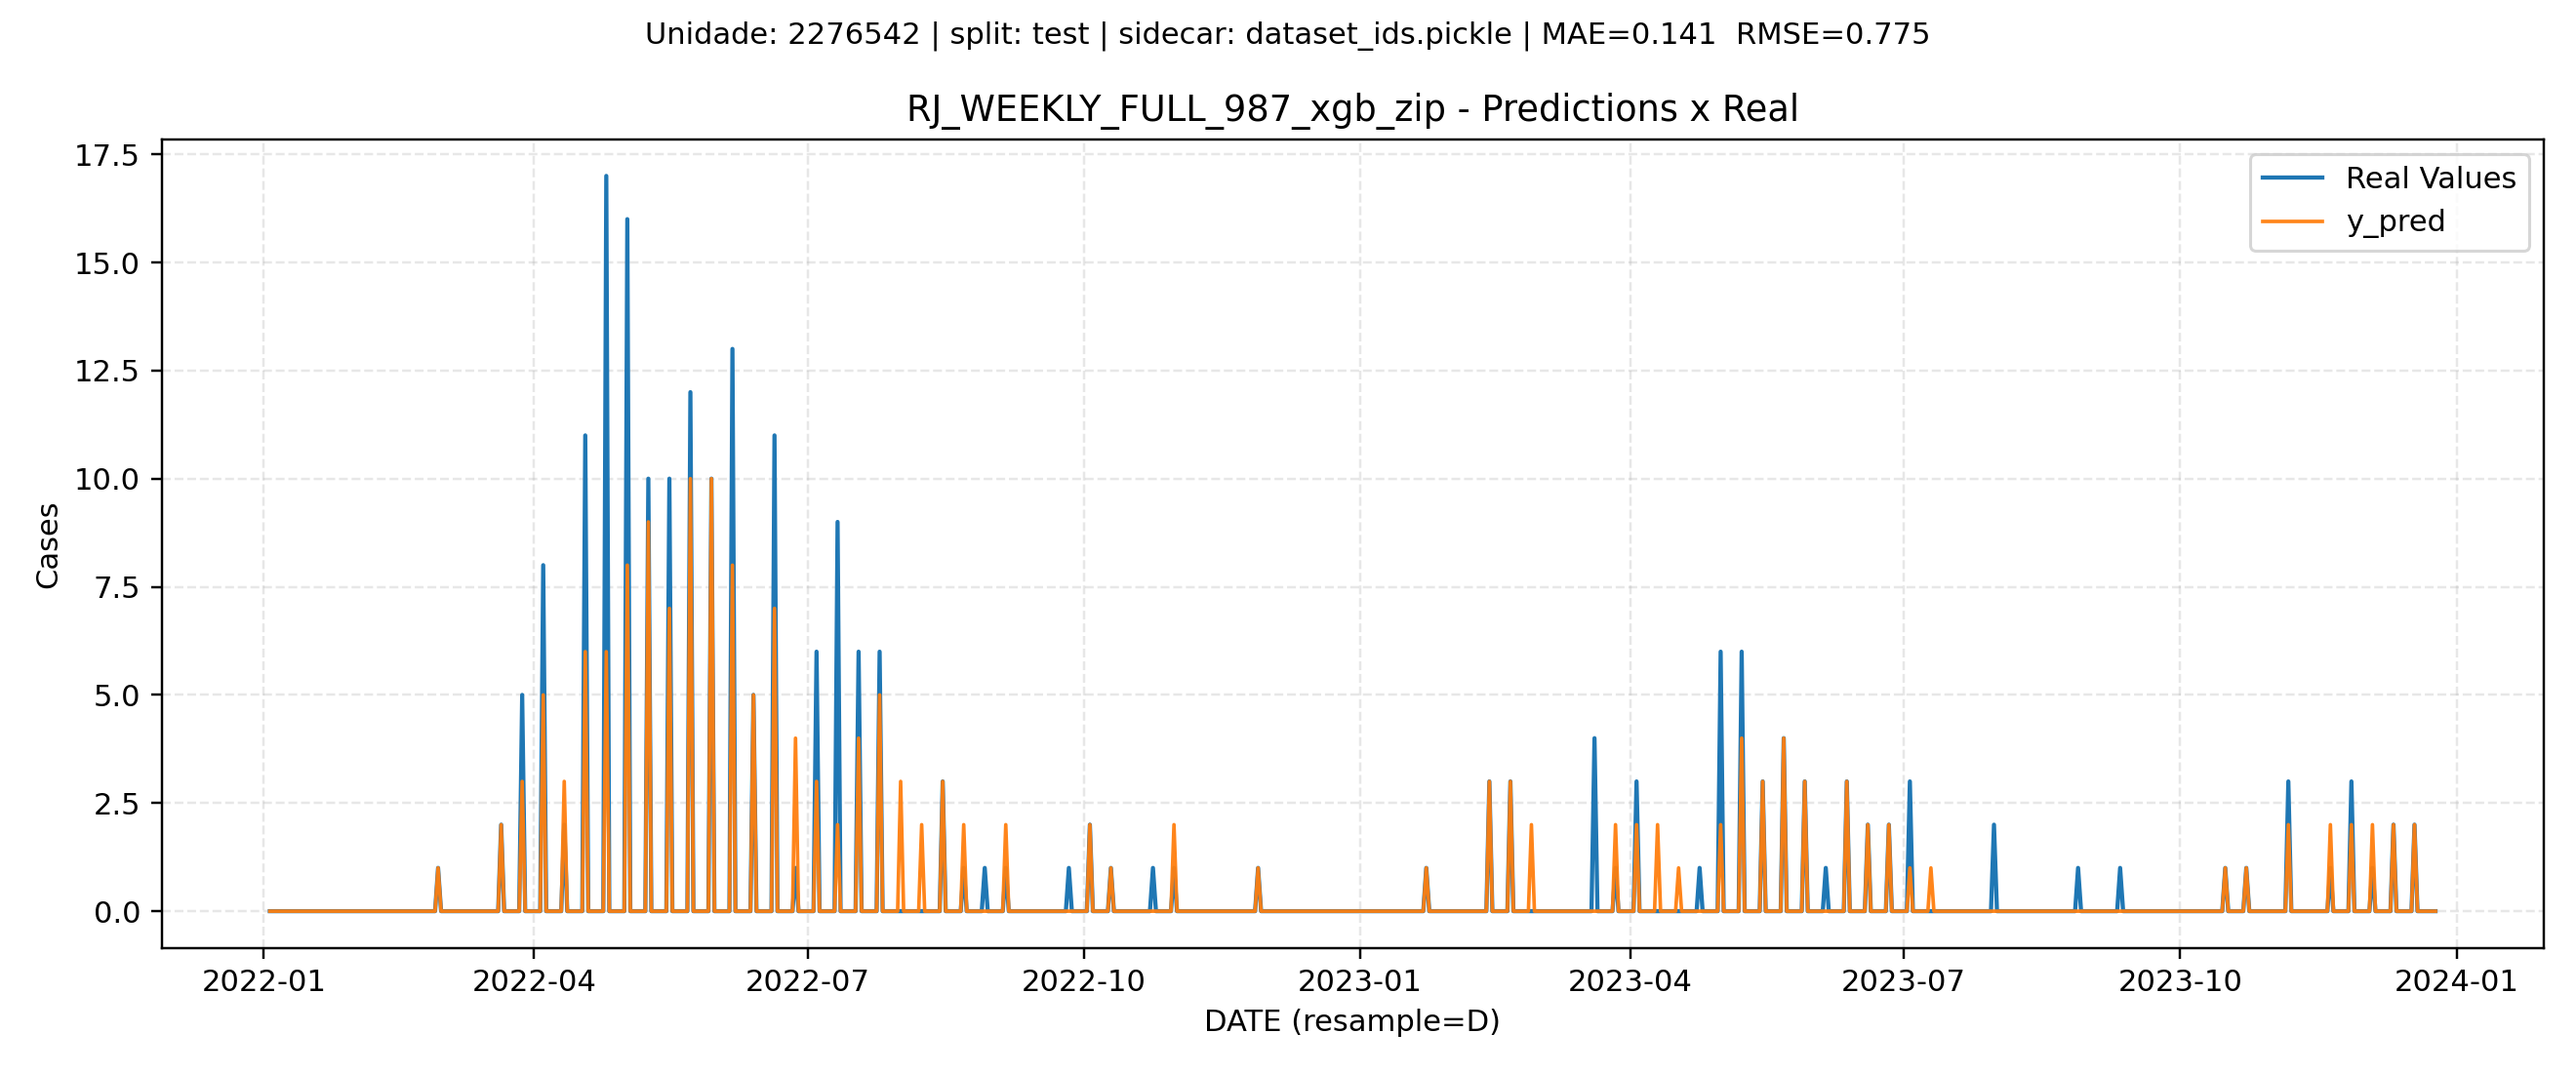 Unidade: 2276542 | split: test | sidecar: dataset_ids.pickle | MAE=0.141  RMSE=0.775
RJ_WEEKLY_FULL_987_xgb_zip - Predictions x Real
17.5
15.0
12.5
10.0
7.5
5.0
2.5
0.0
Cases
Real Values
y_pred
2022-01
2022-04
2022-07
2022-10
2023-01
2023-04
2023-07
2023-10
2024-01
DATE (resample=D)